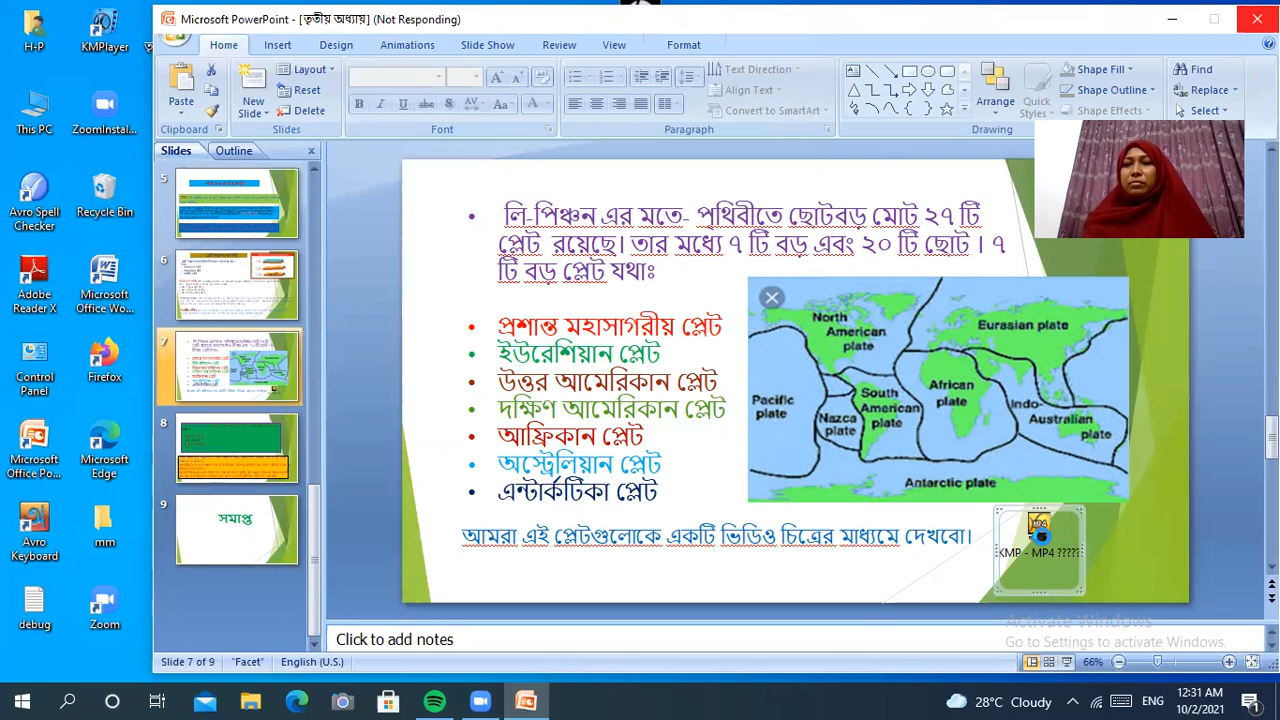 Microsoft PowerPoint - [তৃতীয় অধ্যায়] (Not Responding)
Home Insert Design Animations Slide Show Review View Format
Paste
New Slide
Layout
Reset
Delete
Text Direction
Align Text
Convert to SmartArt
Arrange
Quick Styles
Shape Fill
Shape Outline
Shape Effects
Find
Replace
Select
Clipboard Slides Font Paragraph Drawing
Slides Outline
H-P
KMPlayer
This PC
ZoomInstal...
Avro Spell Checker
Recycle Bin
Adobe Reader X
Microsoft Office Wo...
Control Panel
Firefox
Microsoft Office Po...
Microsoft Edge
Avro Keyboard
mm
debug
Zoom
5
6
7
8
9
সমাপ্ত
• লি-পিঞ্চন এর মতে- পৃথিবীতে ছোটবড় মোট ২৭ টি
প্লেট রয়েছে। তার মধ্যে ৭ টি বড় এবং ২০ টি ছোট । ৭
টি বড় প্লেট যথাঃ
• প্রশান্ত মহাসাগরীয় প্লেট
• ইউরেশিয়ান প্লেট
• উত্তর আমেরিকান প্লেট
• দক্ষিণ আমেরিকান প্লেট
• আফ্রিকান প্লেট
• অস্ট্রেলিয়ান প্লেট
• এন্টার্কটিকা প্লেট
আমরা এই প্লেটগুলোকে একটি ভিডিও চিত্রের মাধ্যমে দেখবো।
North American plate
Eurasian plate
Pacific plate
Nazca plate
South American plate
African plate
Indo-Australian plate
Antarctic plate
KMP - MP4 ?????
Activate Windows
Go to Settings to activate Windows.
Click to add notes
Slide 7 of 9 "Facet" English (U.S.) 66%
28°C Cloudy ENG 12:31 AM
10/2/2021